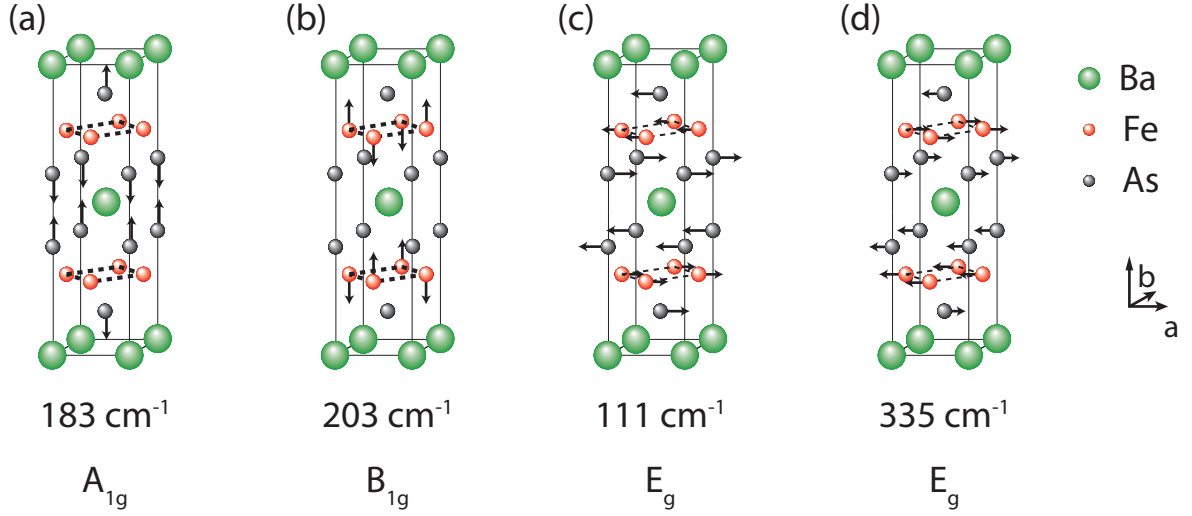 (a) (b) (c) (d)
Ba
Fe
As
b
a
183 cm⁻¹ 203 cm⁻¹ 111 cm⁻¹ 335 cm⁻¹
A₁g B₁g Eg Eg